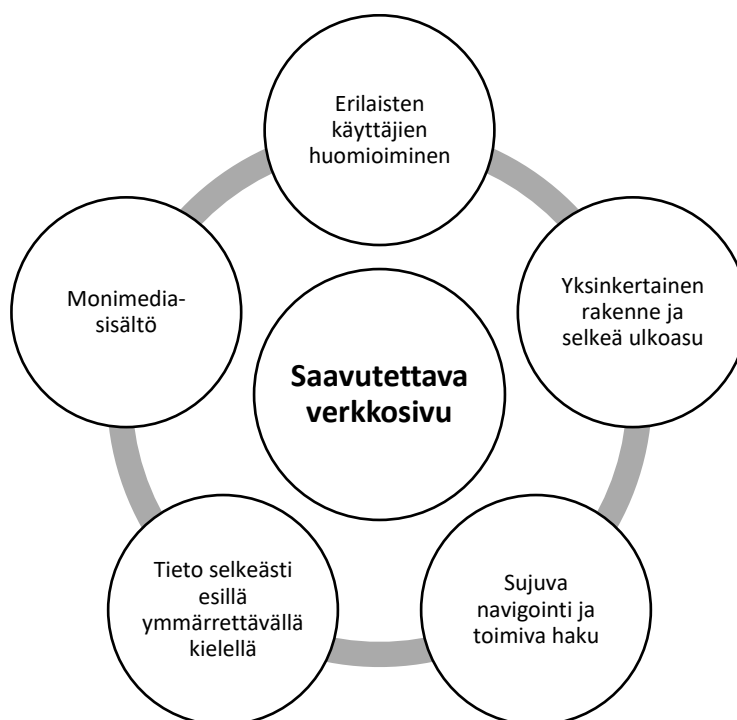 Erilaisten
käyttäjien
huomioiminen
Yksinkertainen
rakenne ja
selkeä ulkoasu
Sujuva
navigointi ja
toimiva haku
Tieto selkeästi
esillä
ymmärrettävällä
kielellä
Monimedia-
sisältö
Saavutettava
verkkosivu